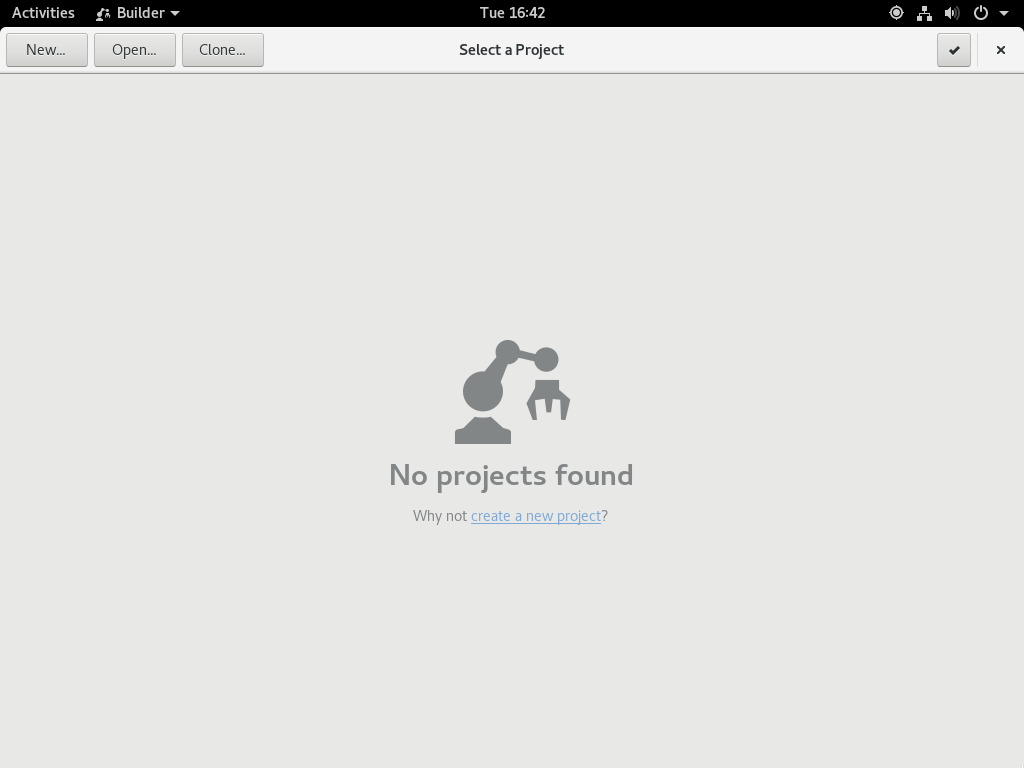 Activities Builder Tue 16:42
New... Open... Clone... Select a Project
No projects found
Why not create a new project?